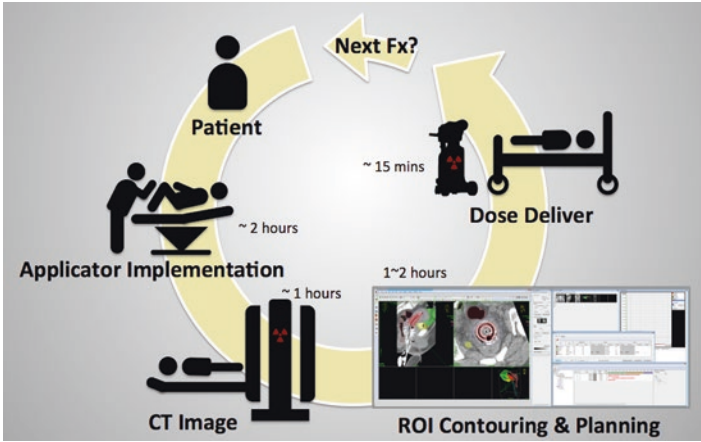 Next Fx?
Patient
~ 15 mins
Dose Deliver
~ 2 hours
Applicator Implementation
1~2 hours
~ 1 hours
CT Image
ROI Contouring & Planning